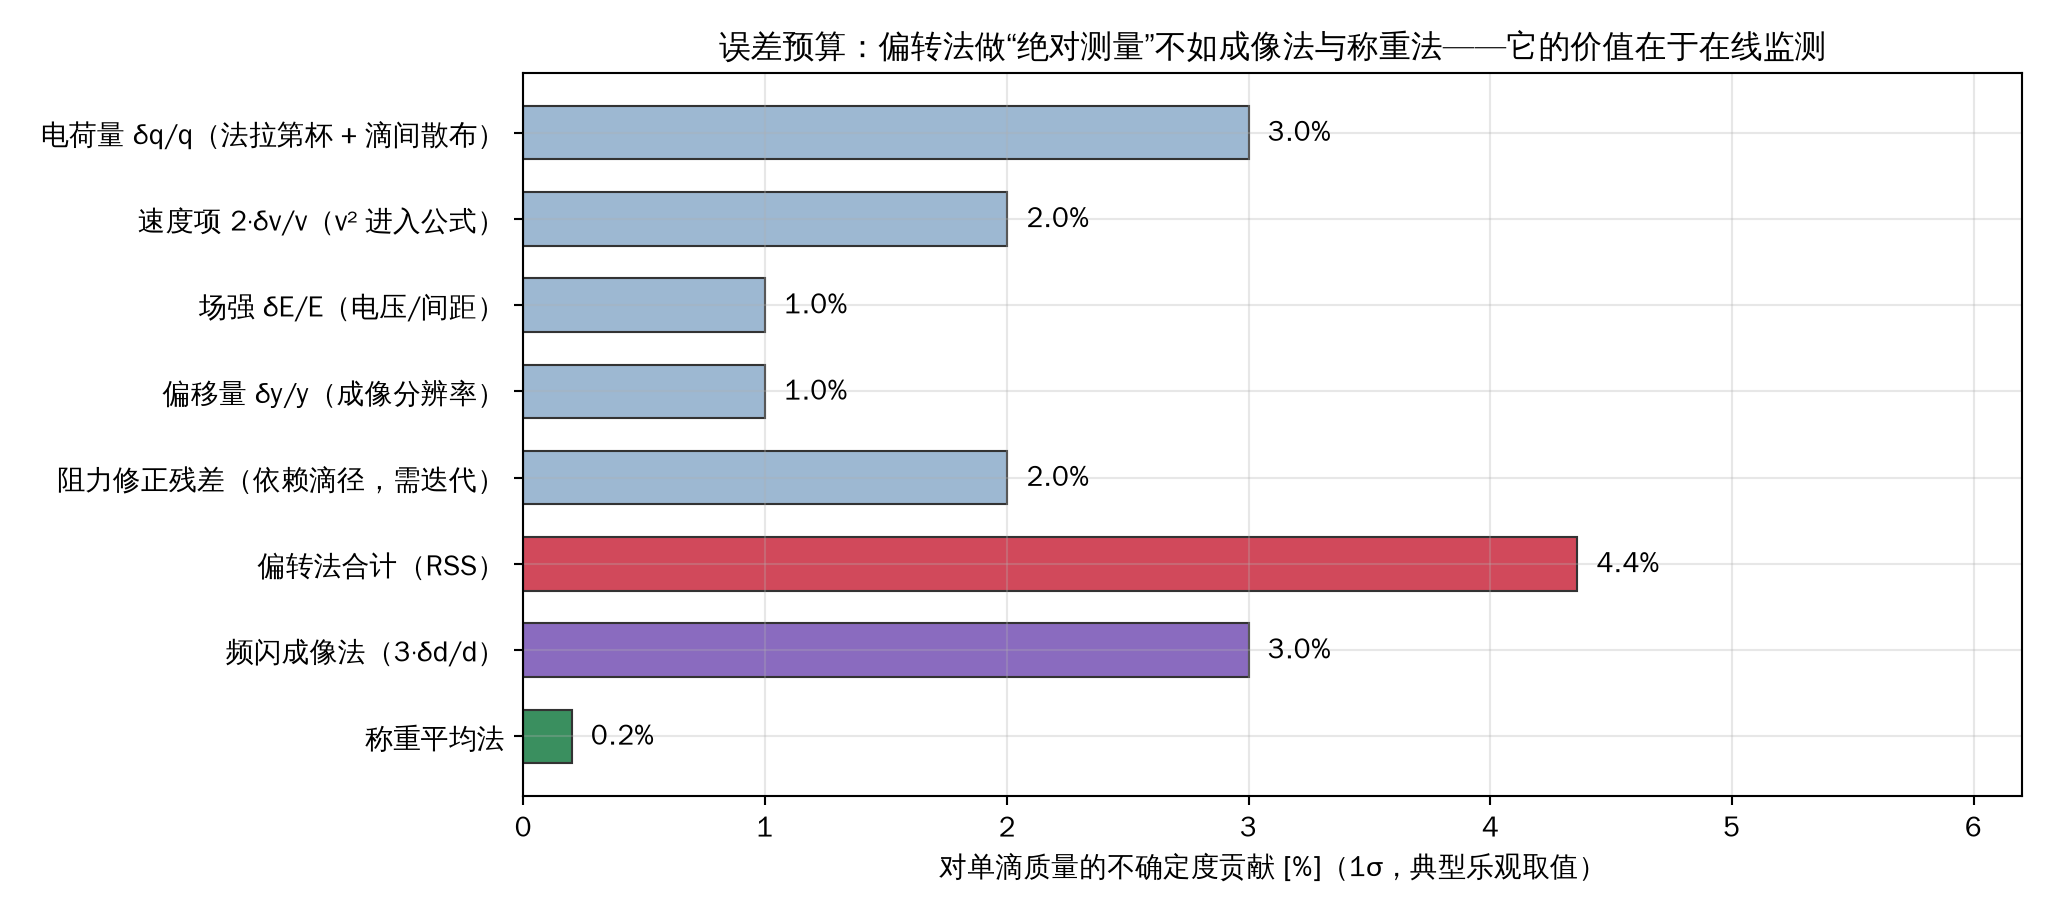 误差预算：偏转法做“绝对测量”不如成像法与称重法——它的价值在于在线监测
电荷量 δq/q（法拉第杯 + 滴间散布） 3.0%
速度项 2·δv/v（v² 进入公式） 2.0%
场强 δE/E（电压/间距） 1.0%
偏移量 δy/y（成像分辨率） 1.0%
阻力修正残差（依赖滴径，需迭代） 2.0%
偏转法合计（RSS） 4.4%
频闪成像法（3·δd/d） 3.0%
称重平均法 0.2%
0 1 2 3 4 5 6
对单滴质量的不确定度贡献 [%]（1σ，典型乐观取值）